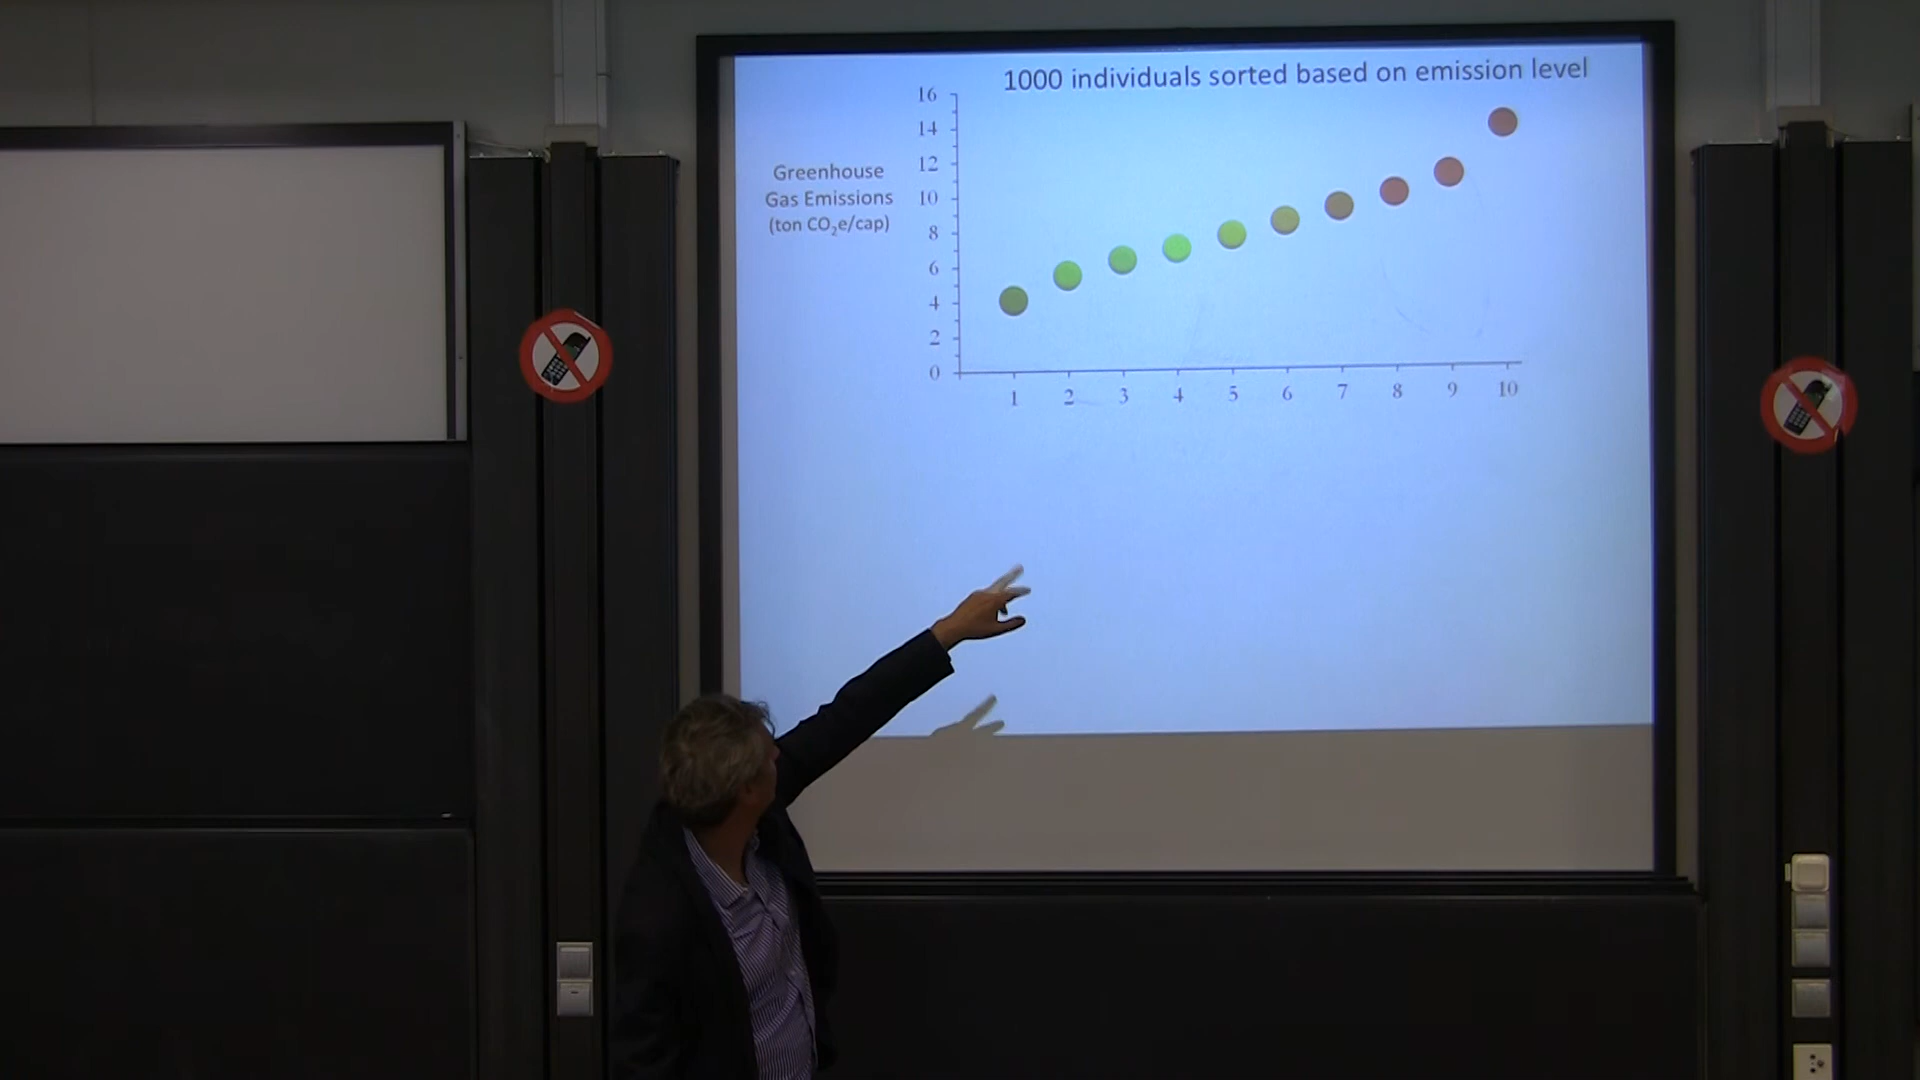 1000 individuals sorted based on emission level
Greenhouse
Gas Emissions
(ton CO₂e/cap)
16
14
12
10
8
6
4
2
0
1 2 3 4 5 6 7 8 9 10